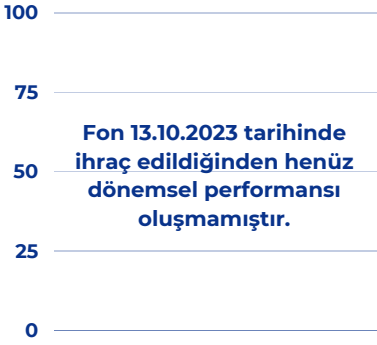 100
75
Fon 13.10.2023 tarihinde
ihraç edildiğinden henüz
50
dönemsel performansı
oluşmamıştır.
25
0